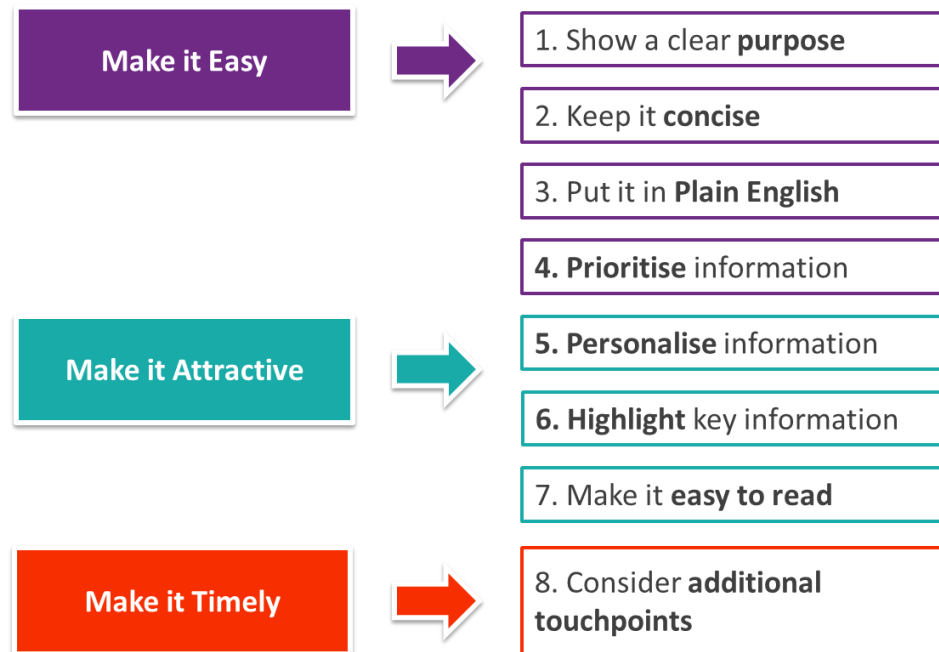 Make it Easy
1. Show a clear purpose
2. Keep it concise
3. Put it in Plain English
4. Prioritise information
Make it Attractive
5. Personalise information
6. Highlight key information
7. Make it easy to read
Make it Timely
8. Consider additional
touchpoints